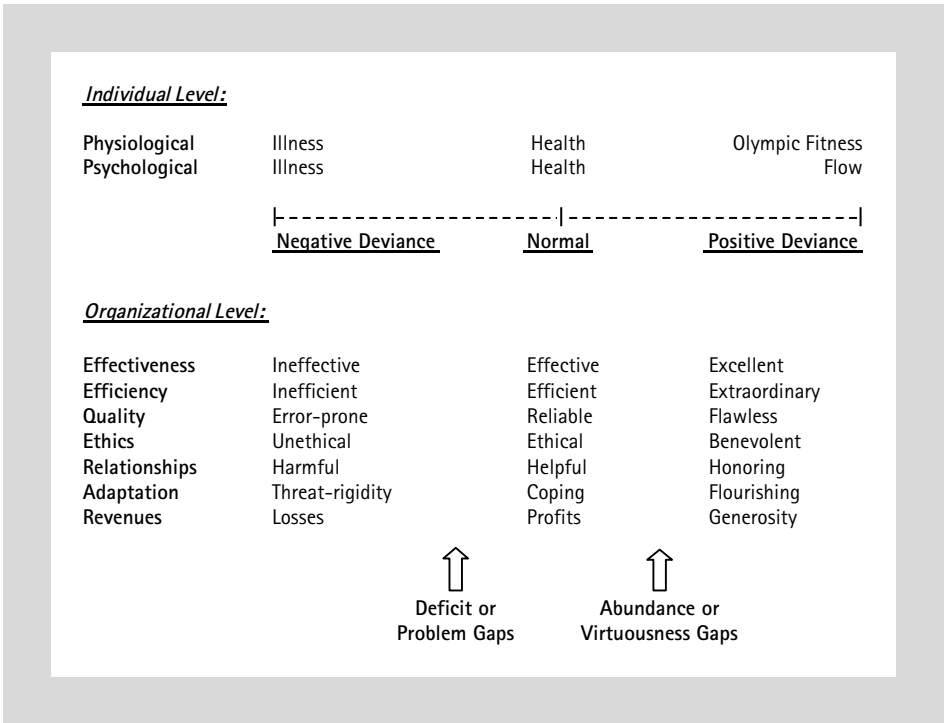 Individual Level:
Physiological Illness Health Olympic Fitness
Psychological Illness Health Flow
Negative Deviance Normal Positive Deviance
Organizational Level:
Effectiveness Ineffective Effective Excellent
Efficiency Inefficient Efficient Extraordinary
Quality Error-prone Reliable Flawless
Ethics Unethical Ethical Benevolent
Relationships Harmful Helpful Honoring
Adaptation Threat-rigidity Coping Flourishing
Revenues Losses Profits Generosity
Deficit or Abundance or
Problem Gaps Virtuousness Gaps